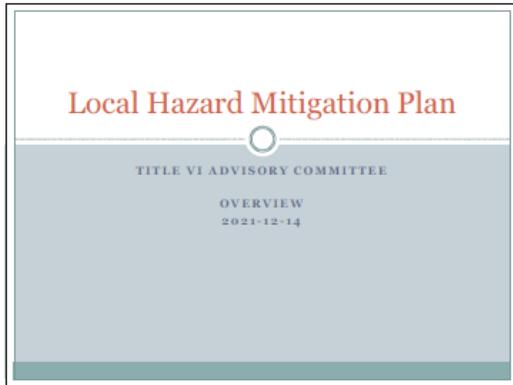 Local Hazard Mitigation Plan
TITLE VI ADVISORY COMMITTEE
OVERVIEW
2021-12-14